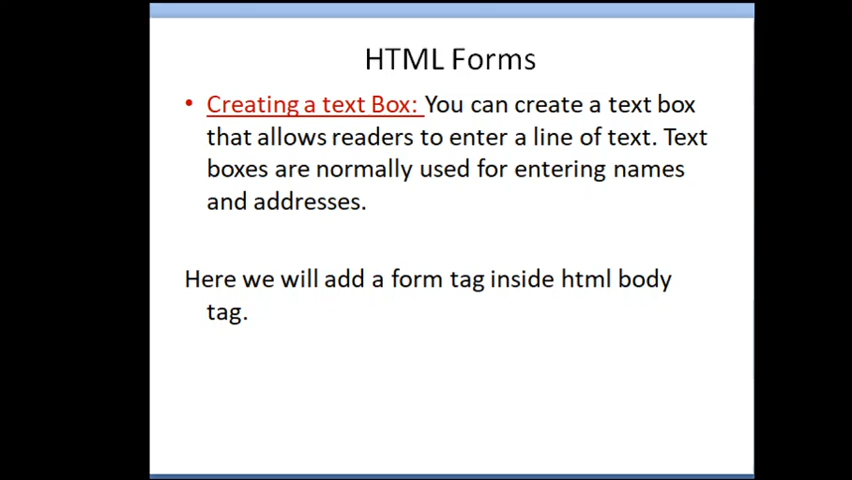 HTML Forms
• Creating a text Box: You can create a text box
that allows readers to enter a line of text. Text
boxes are normally used for entering names
and addresses.
Here we will add a form tag inside html body
tag.